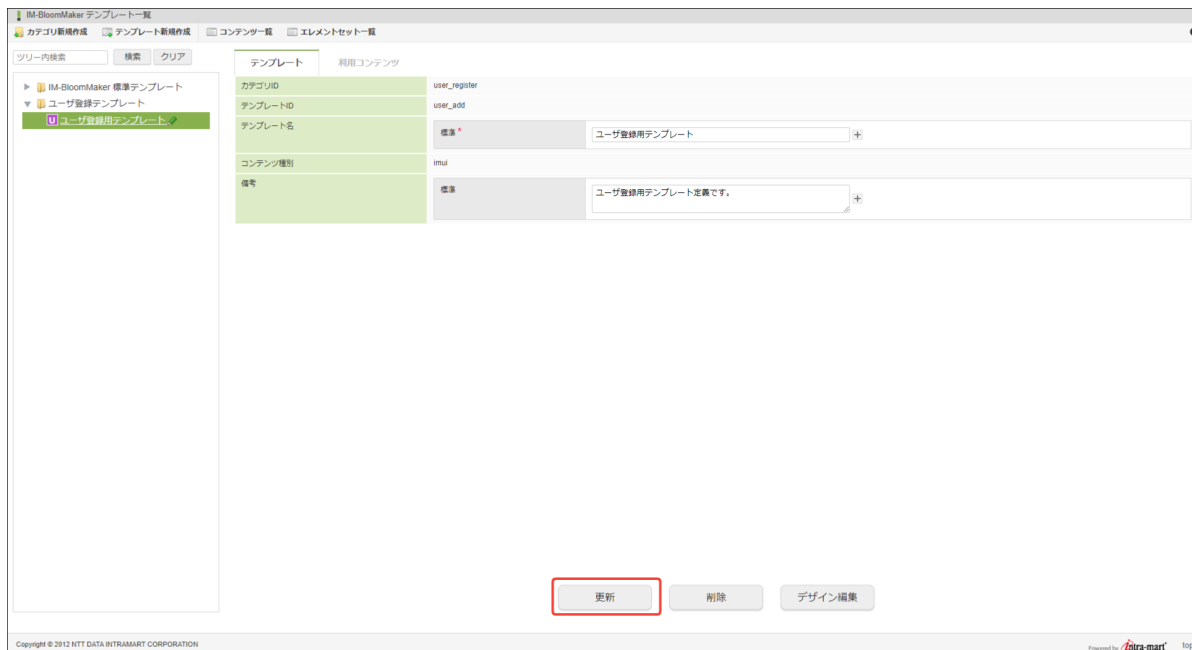 IM-BloomMaker テンプレート一覧
カテゴリ新規作成 テンプレート新規作成 コンテンツ一覧 エレメントセット一覧
ツリー内検索 検索 クリア
テンプレート 利用コンテンツ
IM-BloomMaker 標準テンプレート
ユーザ登録テンプレート
U ユーザ登録用テンプレート
カテゴリID user_register
テンプレートID user_add
テンプレート名 標準 * ユーザ登録用テンプレート +
コンテンツ種別 imui
備考 標準 ユーザ登録用テンプレート定義です。 +
更新 削除 デザイン編集
Copyright © 2012 NTT DATA INTRAMART CORPORATION
Powered by intra-mart top